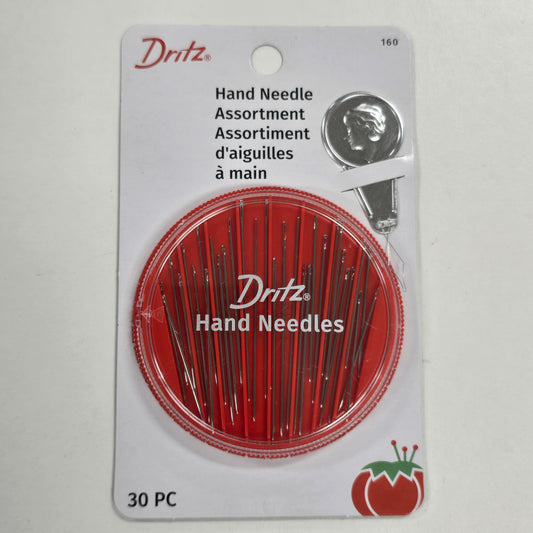 Dritz®
160
Hand Needle
Assortment
Assortiment
d'aiguilles
à main
Dritz®
Hand Needles
30 PC